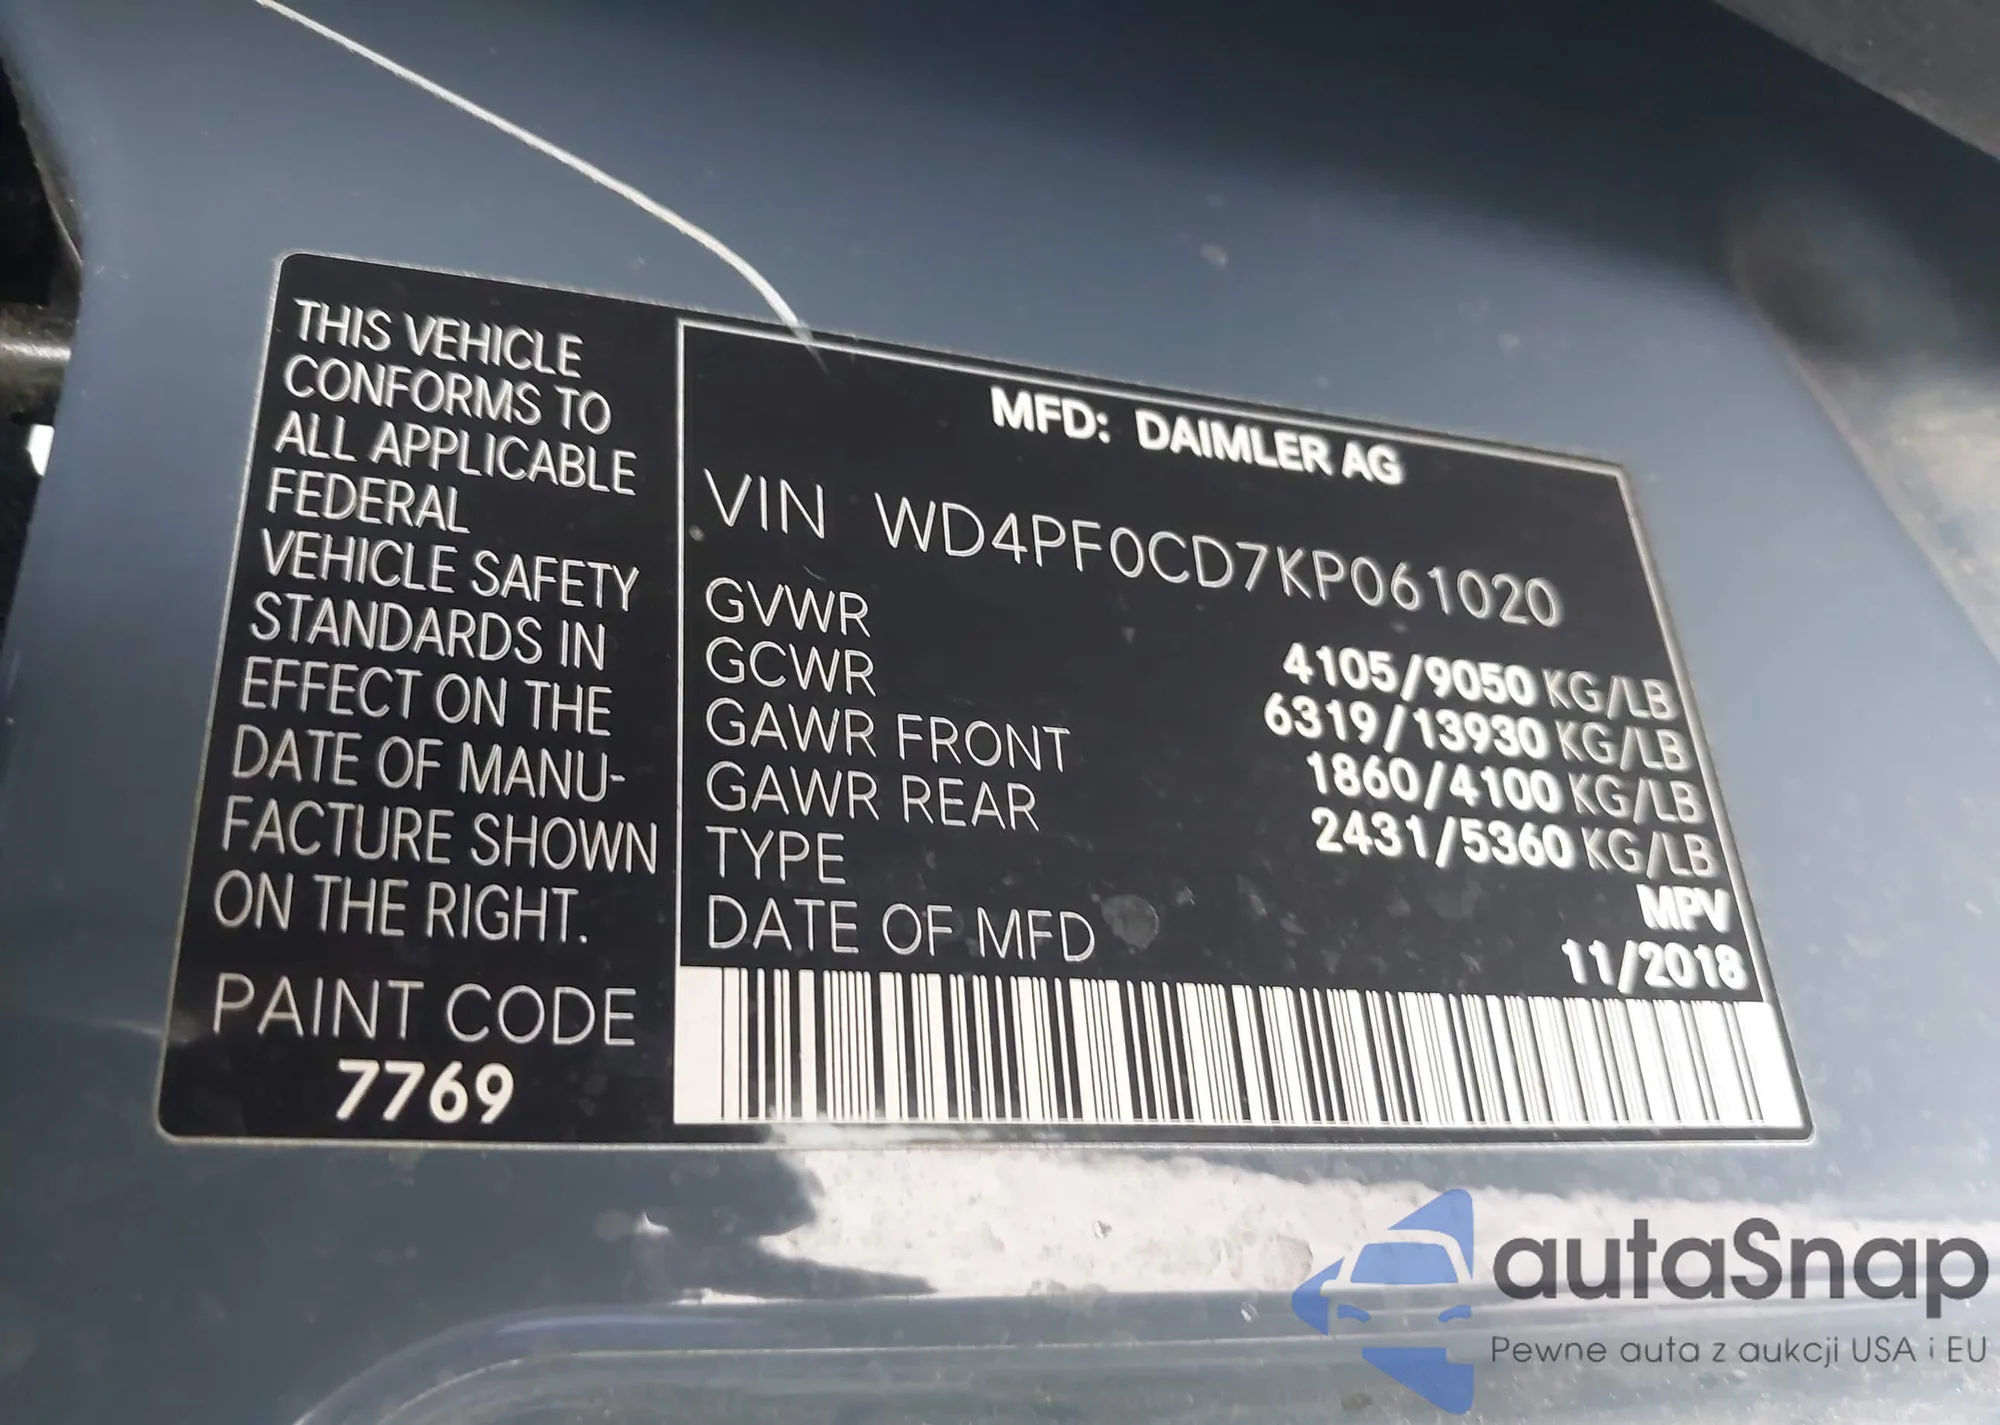 THIS VEHICLE
CONFORMS TO
ALL APPLICABLE
FEDERAL
VEHICLE SAFETY
STANDARDS IN
EFFECT ON THE
DATE OF MANU-
FACTURE SHOWN
ON THE RIGHT.
PAINT CODE
7769
MFD: DAIMLER AG
VIN WD4PF0CD7KP061020
GVWR 4105/9050 KG/LB
GCWR 6319/13930 KG/LB
GAWR FRONT 1860/4100 KG/LB
GAWR REAR 2431/5360 KG/LB
TYPE MPV
DATE OF MFD 11/2018
autaSnap
Pewne auta z aukcji USA i EU